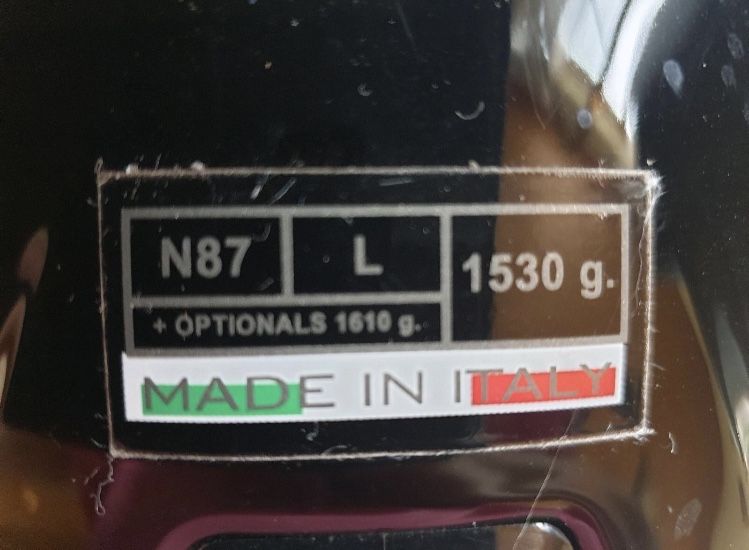 N87 L 1530 g.
+ OPTIONALS 1610 g.
MADE IN ITALY